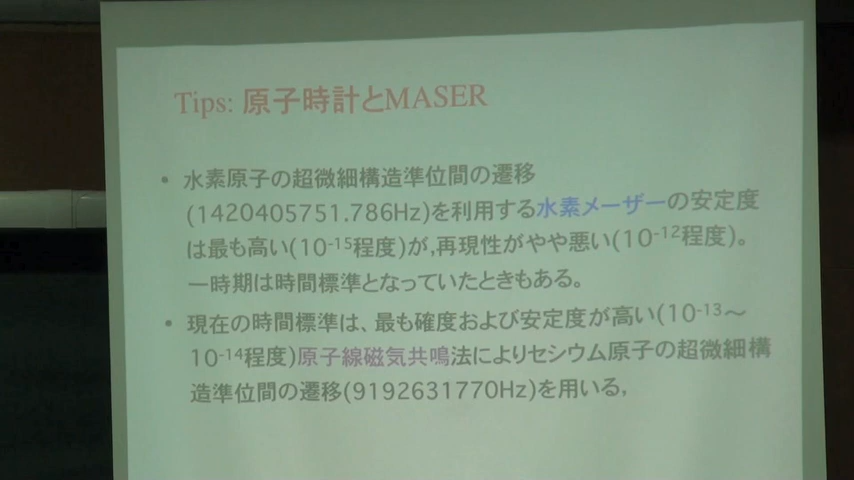 Tips: 原子時計とMASER
• 水素原子の超微細構造準位間の遷移
(1420405751.786Hz)を利用する水素メーザーの安定度
は最も高い(10-15程度)が,再現性がやや悪い(10-12程度)。
一時期は時間標準となっていたときもある。
• 現在の時間標準は、最も確度および安定度が高い(10-13～
10-14程度)原子線磁気共鳴法によりセシウム原子の超微細構
造準位間の遷移(9192631770Hz)を用いる,